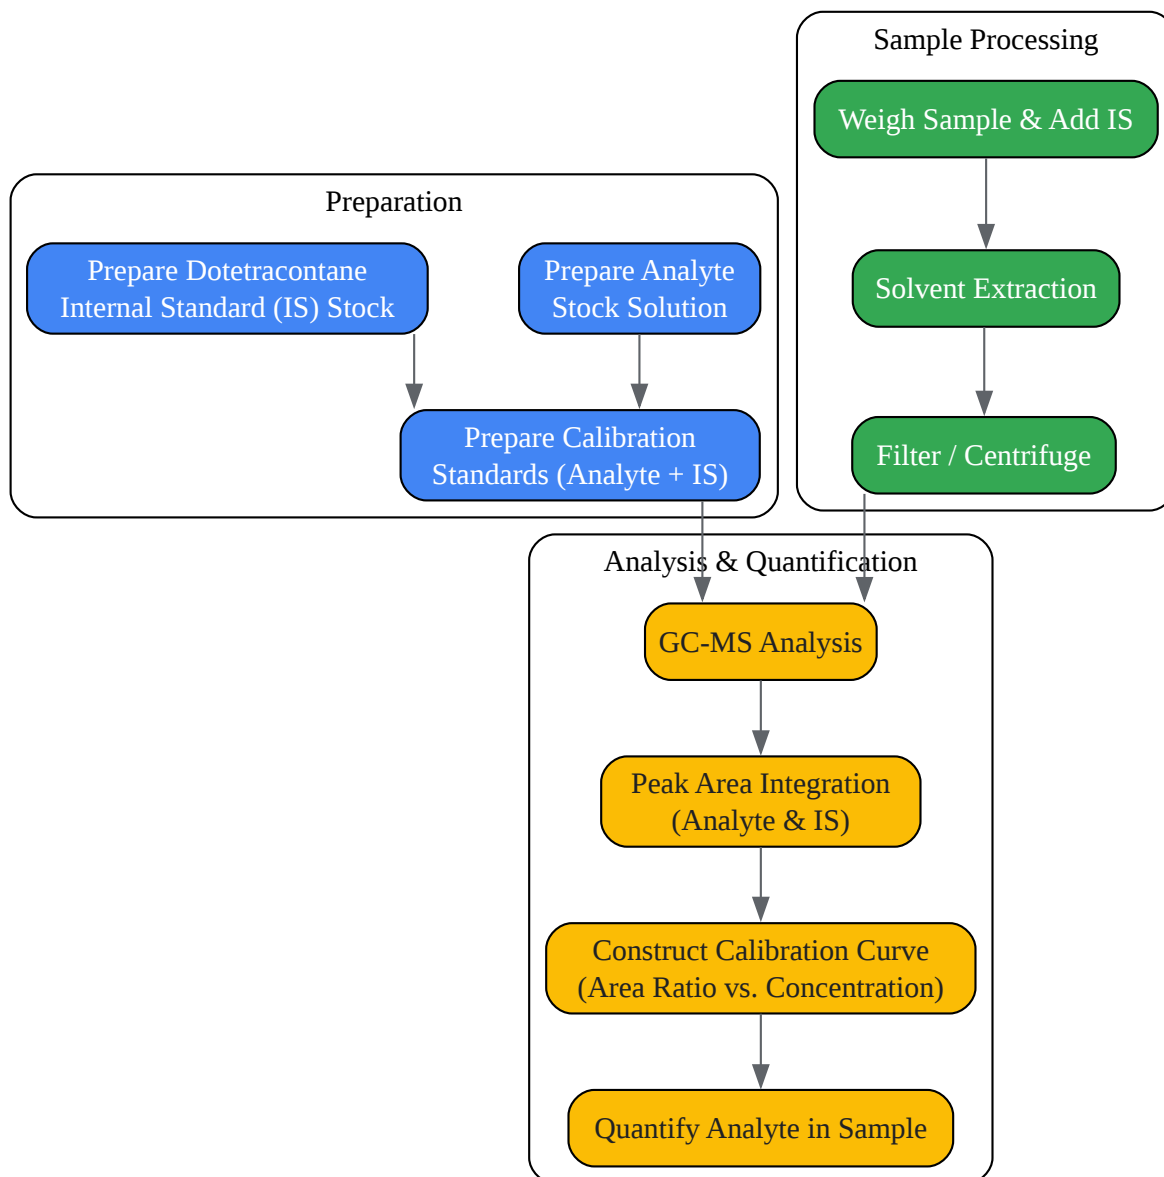 Sample Processing
Weigh Sample & Add IS
Solvent Extraction
Filter / Centrifuge
Preparation
Prepare Dotetracontane
Internal Standard (IS) Stock
Prepare Analyte
Stock Solution
Prepare Calibration
Standards (Analyte + IS)
Analysis & Quantification
GC-MS Analysis
Peak Area Integration
(Analyte & IS)
Construct Calibration Curve
(Area Ratio vs. Concentration)
Quantify Analyte in Sample